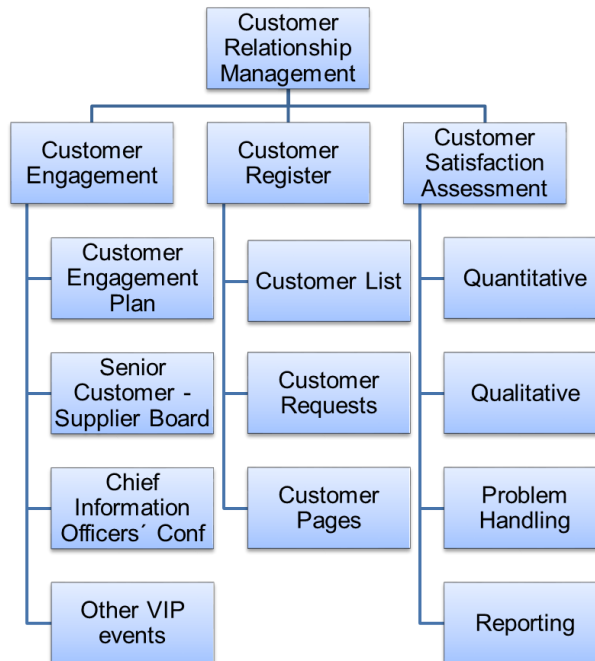 Customer
Relationship
Management
Customer
Engagement
Customer
Register
Customer
Satisfaction
Assessment
Customer
Engagement
Plan
Senior
Customer -
Supplier Board
Chief
Information
Officers´ Conf
Other VIP
events
Customer List
Customer
Requests
Customer
Pages
Quantitative
Qualitative
Problem
Handling
Reporting